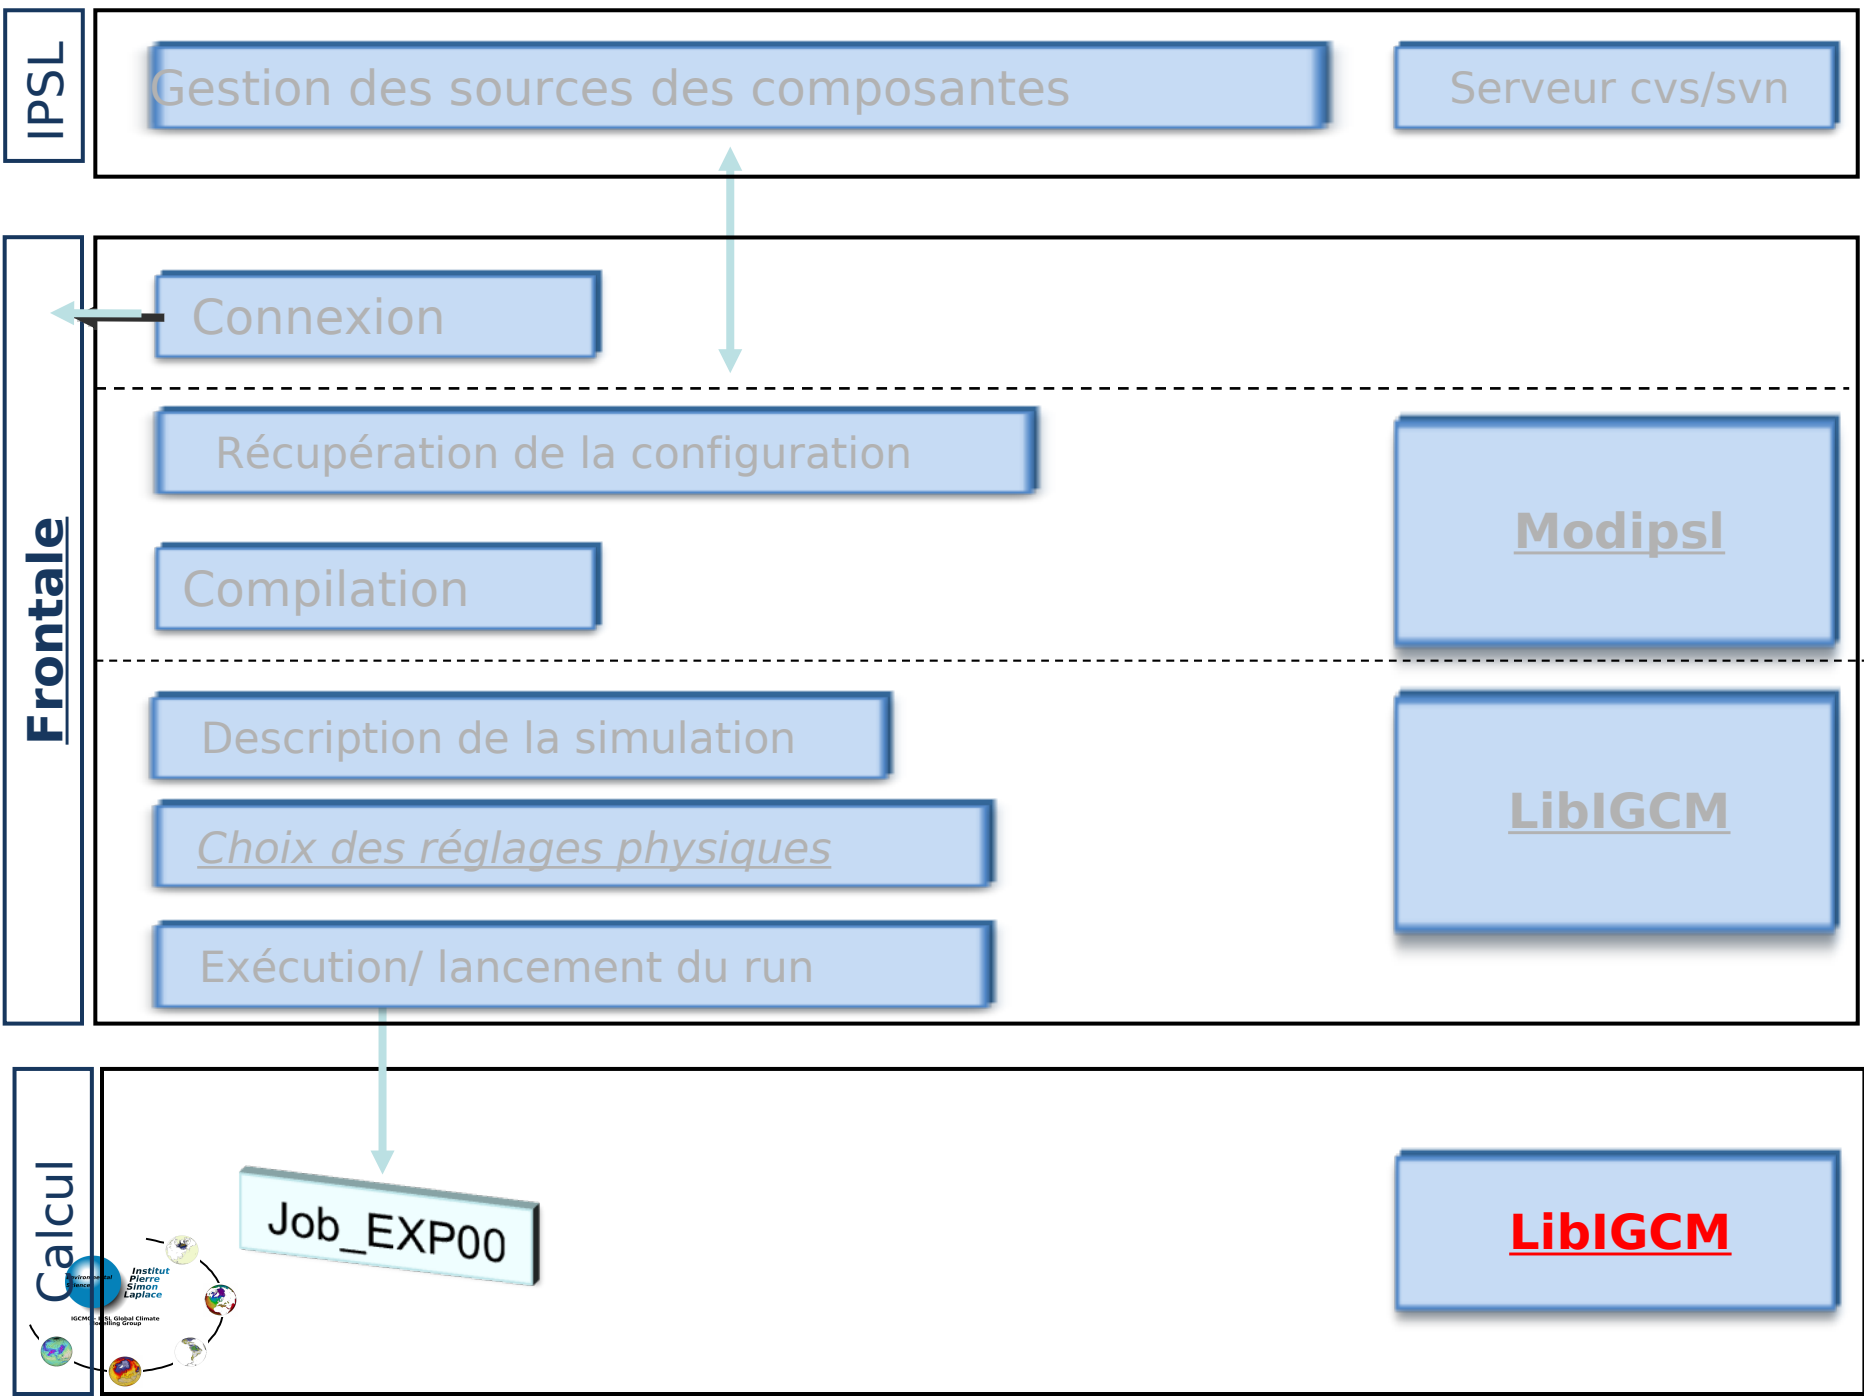 IPSL
Gestion des sources des composantes
Serveur cvs/svn
Frontale
Connexion
Récupération de la configuration
Modipsl
Compilation
Description de la simulation
LibIGCM
Choix des réglages physiques
Exécution/ lancement du run
Calcul
Job_EXP00
LibIGCM
Institut
Pierre
Simon
Laplace